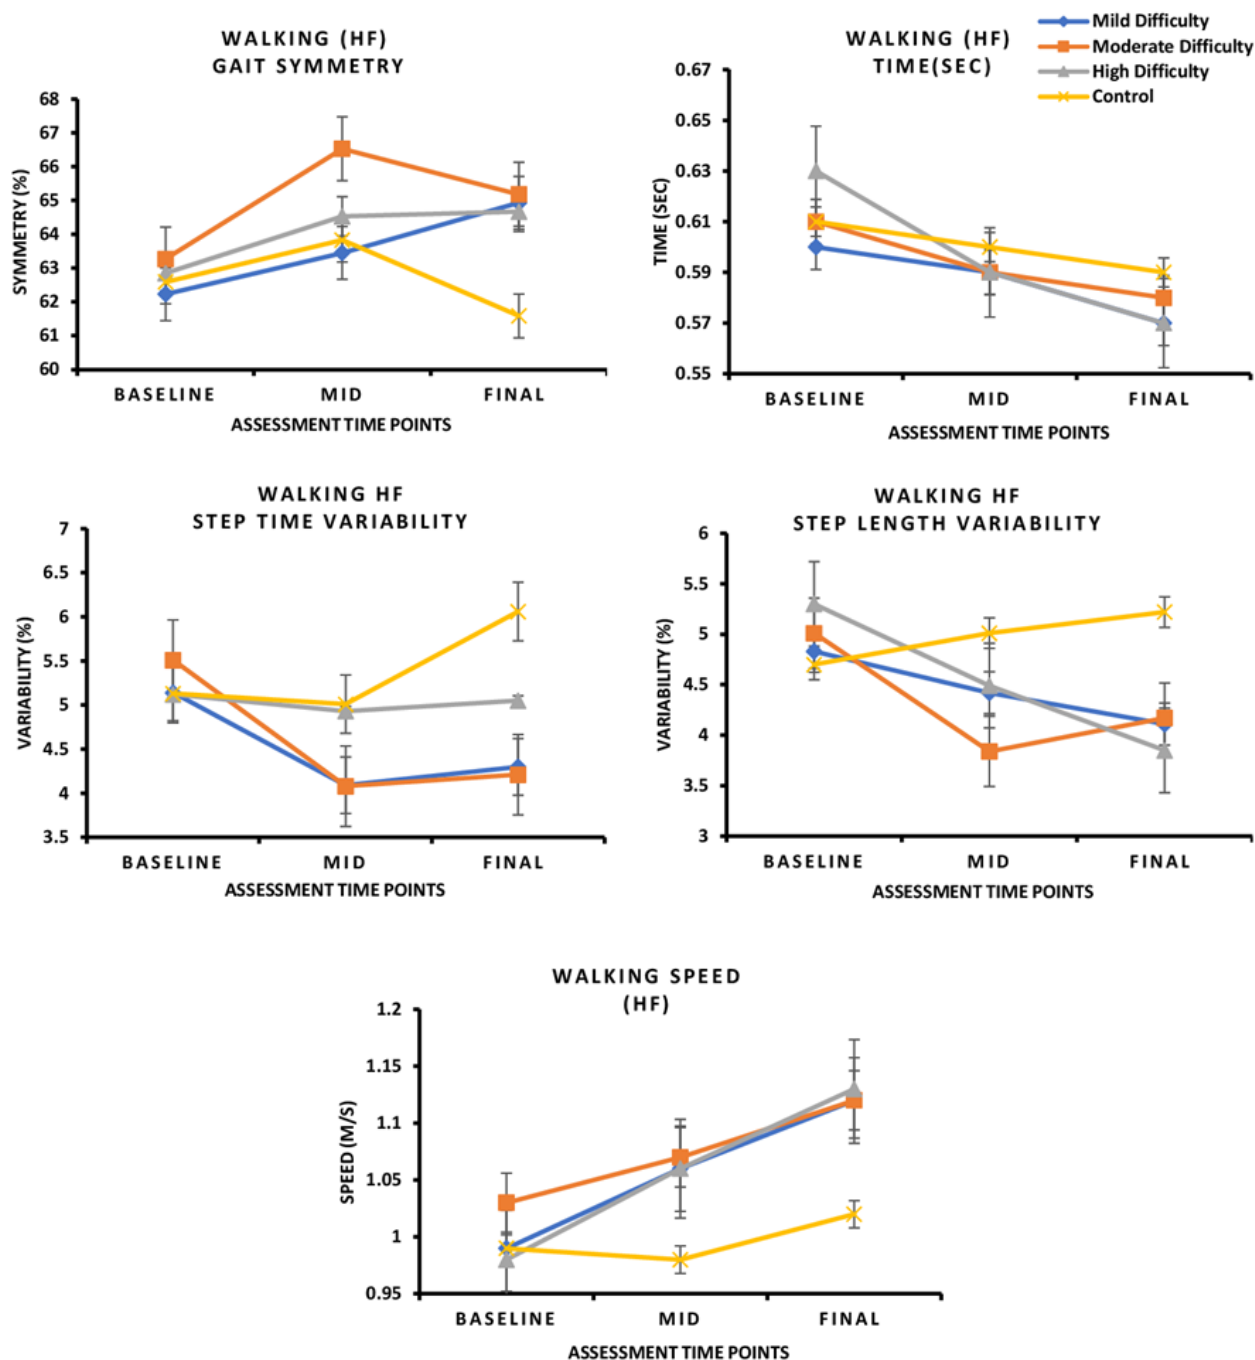 WALKING (HF)
GAIT SYMMETRY
68
67
66
65
64
63
62
61
60
SYMMETRY (%)
BASELINE MID FINAL
ASSESSMENT TIME POINTS
WALKING (HF)
TIME(SEC)
Mild Difficulty
Moderate Difficulty
High Difficulty
Control
0.67
0.65
0.63
0.61
0.59
0.57
0.55
TIME (SEC)
BASELINE MID FINAL
ASSESSMENT TIME POINTS
WALKING HF
STEP TIME VARIABILITY
7
6.5
6
5.5
5
4.5
4
3.5
VARIABILITY (%)
BASELINE MID FINAL
ASSESSMENT TIME POINTS
WALKING HF
STEP LENGTH VARIABILITY
6
5.5
5
4.5
4
3.5
3
VARIABILITY (%)
BASELINE MID FINAL
ASSESSMENT TIME POINTS
WALKING SPEED
(HF)
1.2
1.15
1.1
1.05
1
0.95
SPEED (M/S)
BASELINE MID FINAL
ASSESSMENT TIME POINTS